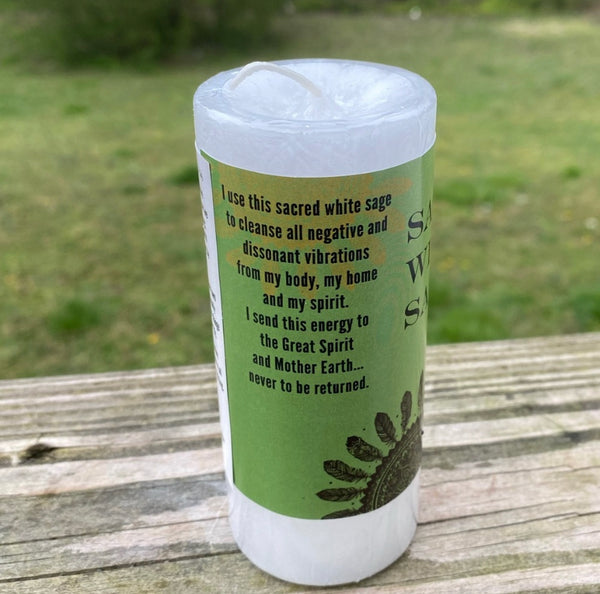 I use this sacred white sage
to cleanse all negative and
dissonant vibrations
from my body, my home
and my spirit.
I send this energy to
the Great Spirit
and Mother Earth...
never to be returned.